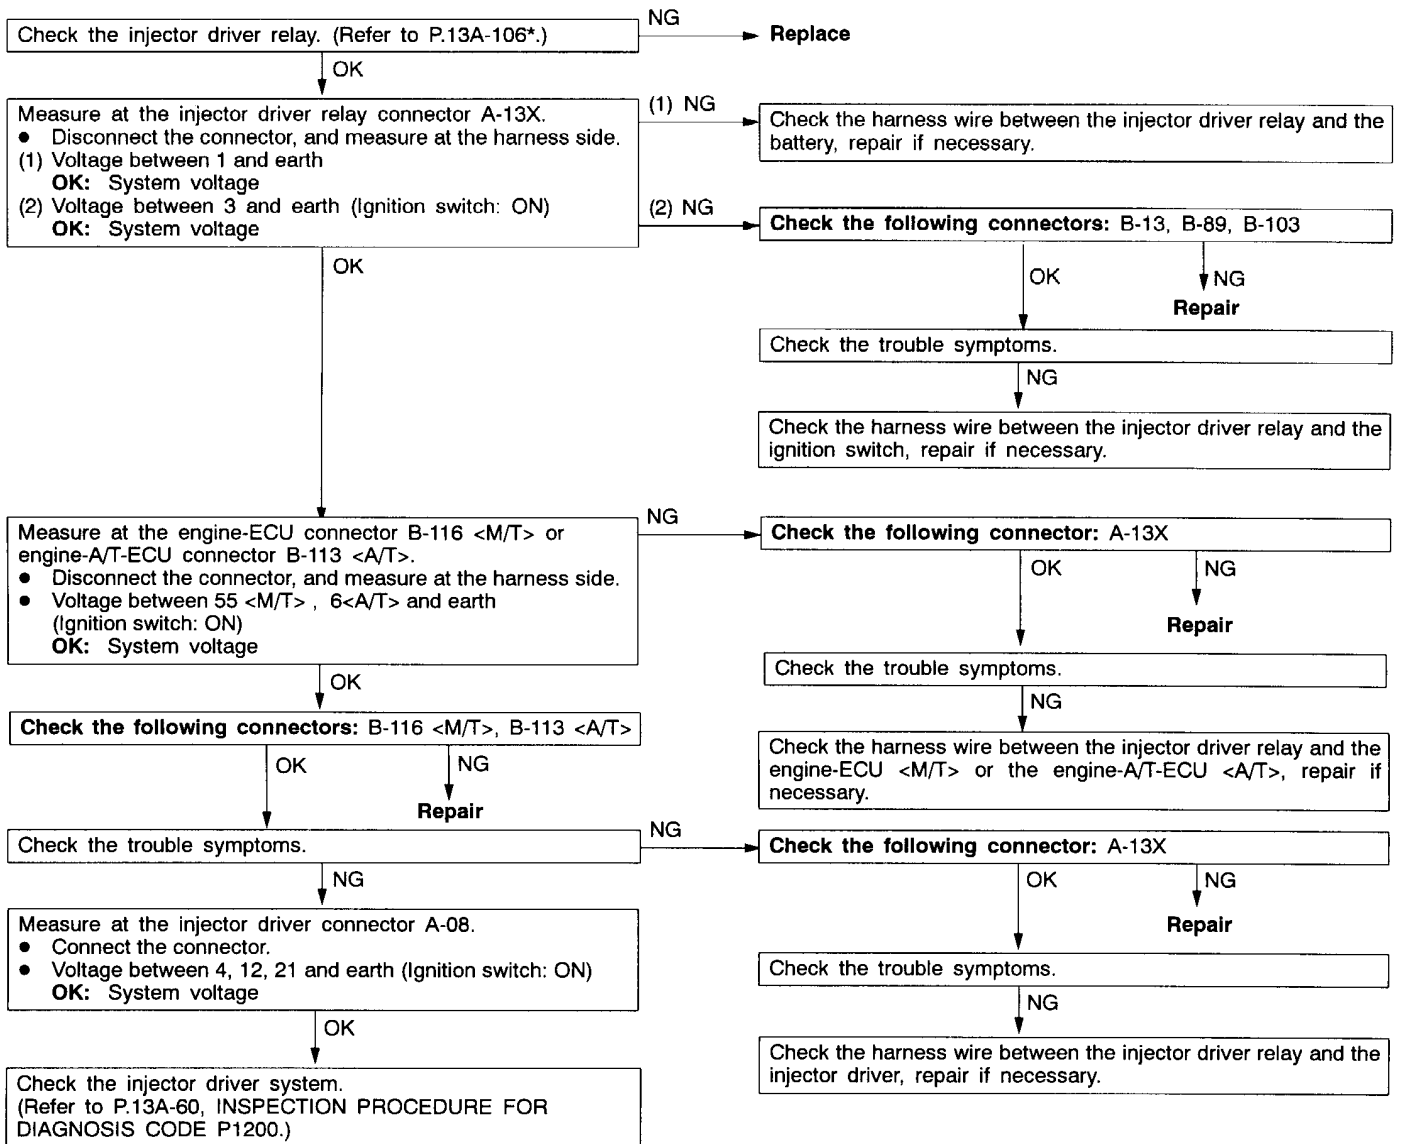 Check the injector driver relay. (Refer to P.13A-106*.)
NG
Replace
OK
Measure at the injector driver relay connector A-13X.
● Disconnect the connector, and measure at the harness side.
(1) Voltage between 1 and earth
OK: System voltage
(2) Voltage between 3 and earth (Ignition switch: ON)
OK: System voltage
(1) NG
Check the harness wire between the injector driver relay and the
battery, repair if necessary.
(2) NG
Check the following connectors: B-13, B-89, B-103
OK
NG
Repair
Check the trouble symptoms.
NG
Check the harness wire between the injector driver relay and the
ignition switch, repair if necessary.
OK
Measure at the engine-ECU connector B-116 <M/T> or
engine-A/T-ECU connector B-113 <A/T>.
● Disconnect the connector, and measure at the harness side.
● Voltage between 55 <M/T> , 6<A/T> and earth
(Ignition switch: ON)
OK: System voltage
NG
Check the following connector: A-13X
OK
NG
Repair
Check the trouble symptoms.
NG
Check the harness wire between the injector driver relay and the
engine-ECU <M/T> or the engine-A/T-ECU <A/T>, repair if
necessary.
OK
Check the following connectors: B-116 <M/T>, B-113 <A/T>
OK
NG
Repair
Check the trouble symptoms.
NG
Check the following connector: A-13X
OK
NG
Repair
Check the trouble symptoms.
NG
Check the harness wire between the injector driver relay and the
injector driver, repair if necessary.
NG
Measure at the injector driver connector A-08.
● Connect the connector.
● Voltage between 4, 12, 21 and earth (Ignition switch: ON)
OK: System voltage
OK
Check the injector driver system.
(Refer to P.13A-60, INSPECTION PROCEDURE FOR
DIAGNOSIS CODE P1200.)